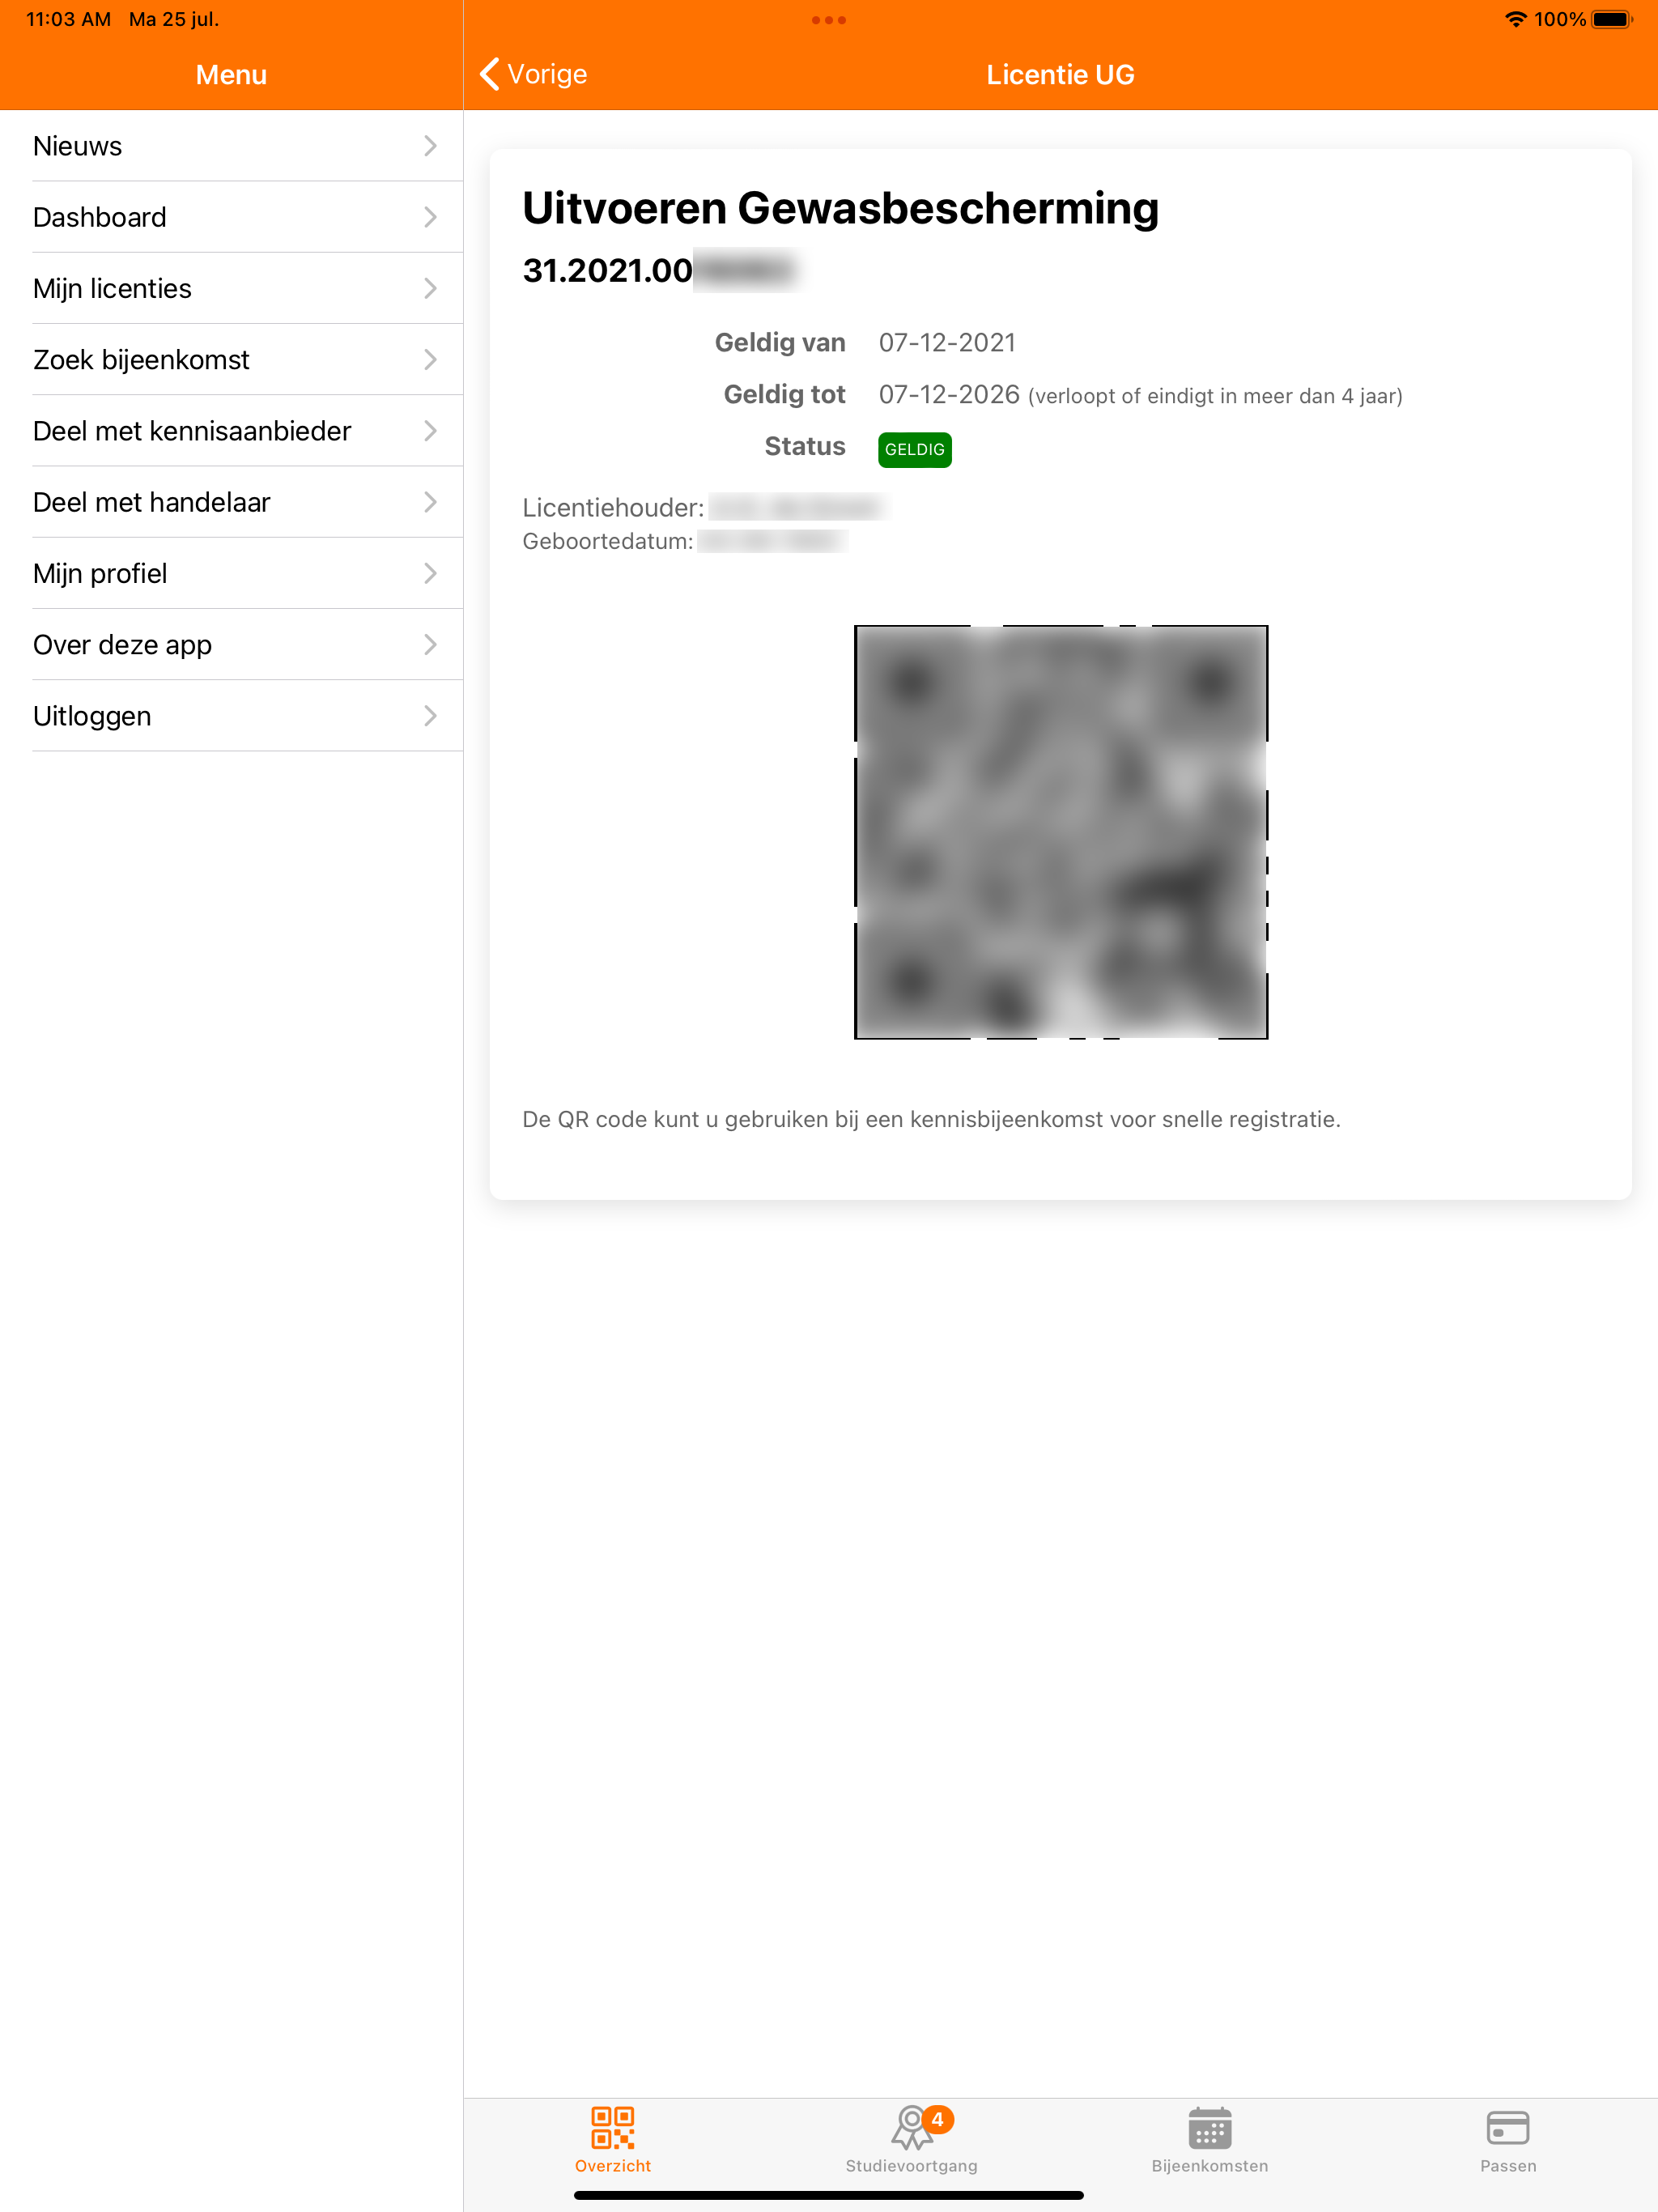 11:03 AM Ma 25 jul.
100%
Menu
Vorige
Licentie UG
Nieuws
Dashboard
Mijn licenties
Zoek bijeenkomst
Deel met kennisaanbieder
Deel met handelaar
Mijn profiel
Over deze app
Uitloggen
Uitvoeren Gewasbescherming
31.2021.00
Geldig van 07-12-2021
Geldig tot 07-12-2026 (verloopt of eindigt in meer dan 4 jaar)
Status GELDIG
Licentiehouder:
Geboortedatum:
De QR code kunt u gebruiken bij een kennisbijeenkomst voor snelle registratie.
4
Overzicht
Studievoortgang
Bijeenkomsten
Passen